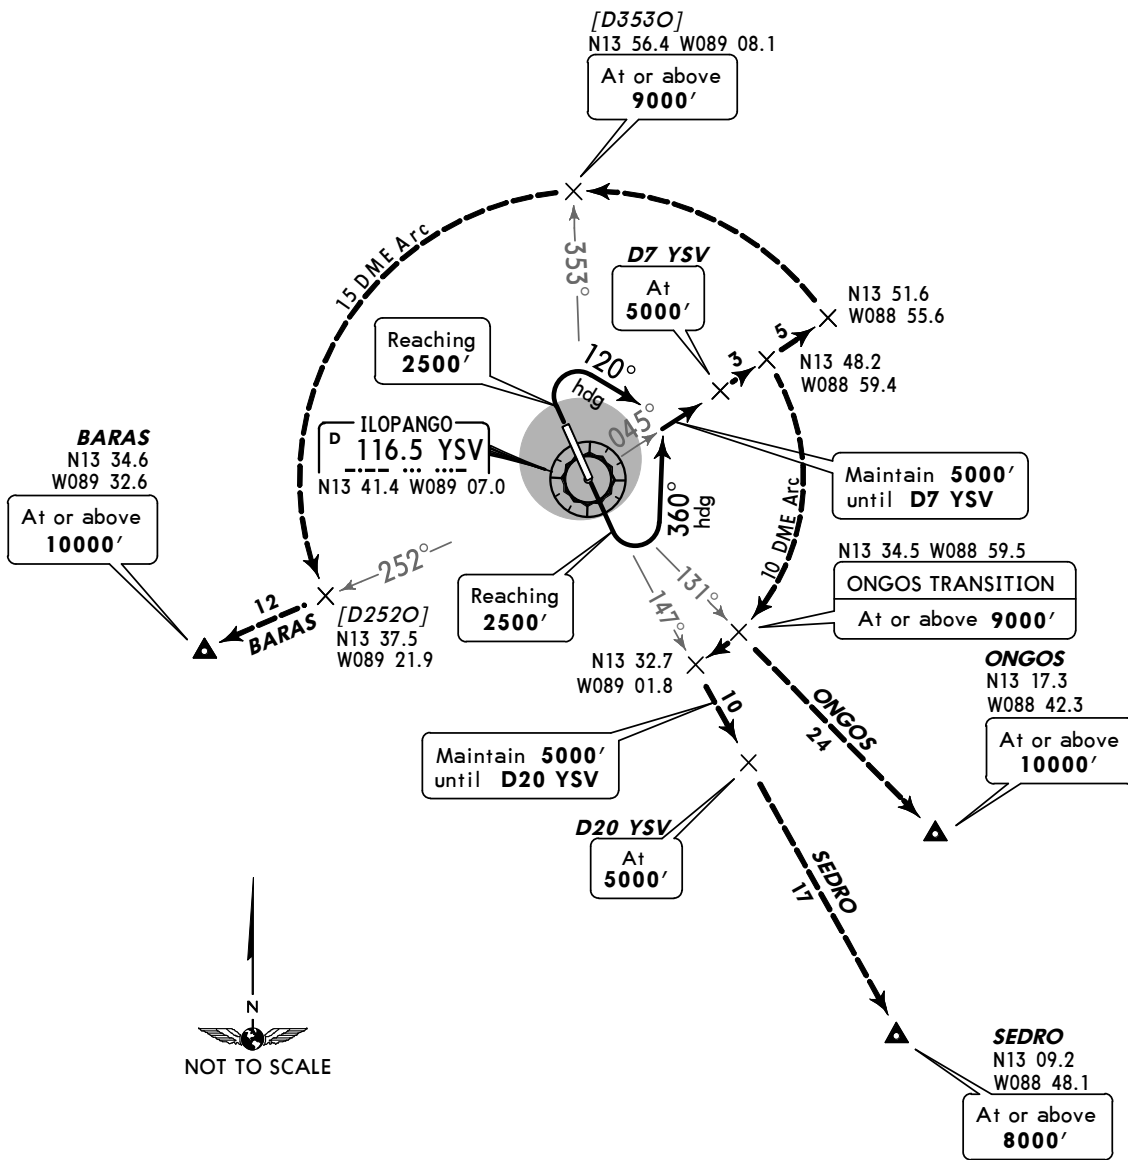 [D353O]
N13 56.4 W089 08.1
At or above
9000'
15 DME Arc
353°
D7 YSV
At
5000'
N13 51.6
W088 55.6
5
3
N13 48.2
W088 59.4
Reaching
2500'
120°
hdg
045°
D
ILOPANGO
116.5 YSV
N13 41.4 W089 07.0
BARAS
N13 34.6
W089 32.6
At or above
10000'
360°
hdg
Maintain 5000'
until D7 YSV
10 DME Arc
252°
12
BARAS
[D252O]
N13 37.5
W089 21.9
Reaching
2500'
131°
147°
N13 34.5 W088 59.5
ONGOS TRANSITION
At or above 9000'
N13 32.7
W089 01.8
ONGOS
N13 17.3
W088 42.3
At or above
10000'
10
ONGOS
24
Maintain 5000'
until D20 YSV
D20 YSV
At
5000'
SEDRO
17
N
NOT TO SCALE
SEDRO
N13 09.2
W088 48.1
At or above
8000'